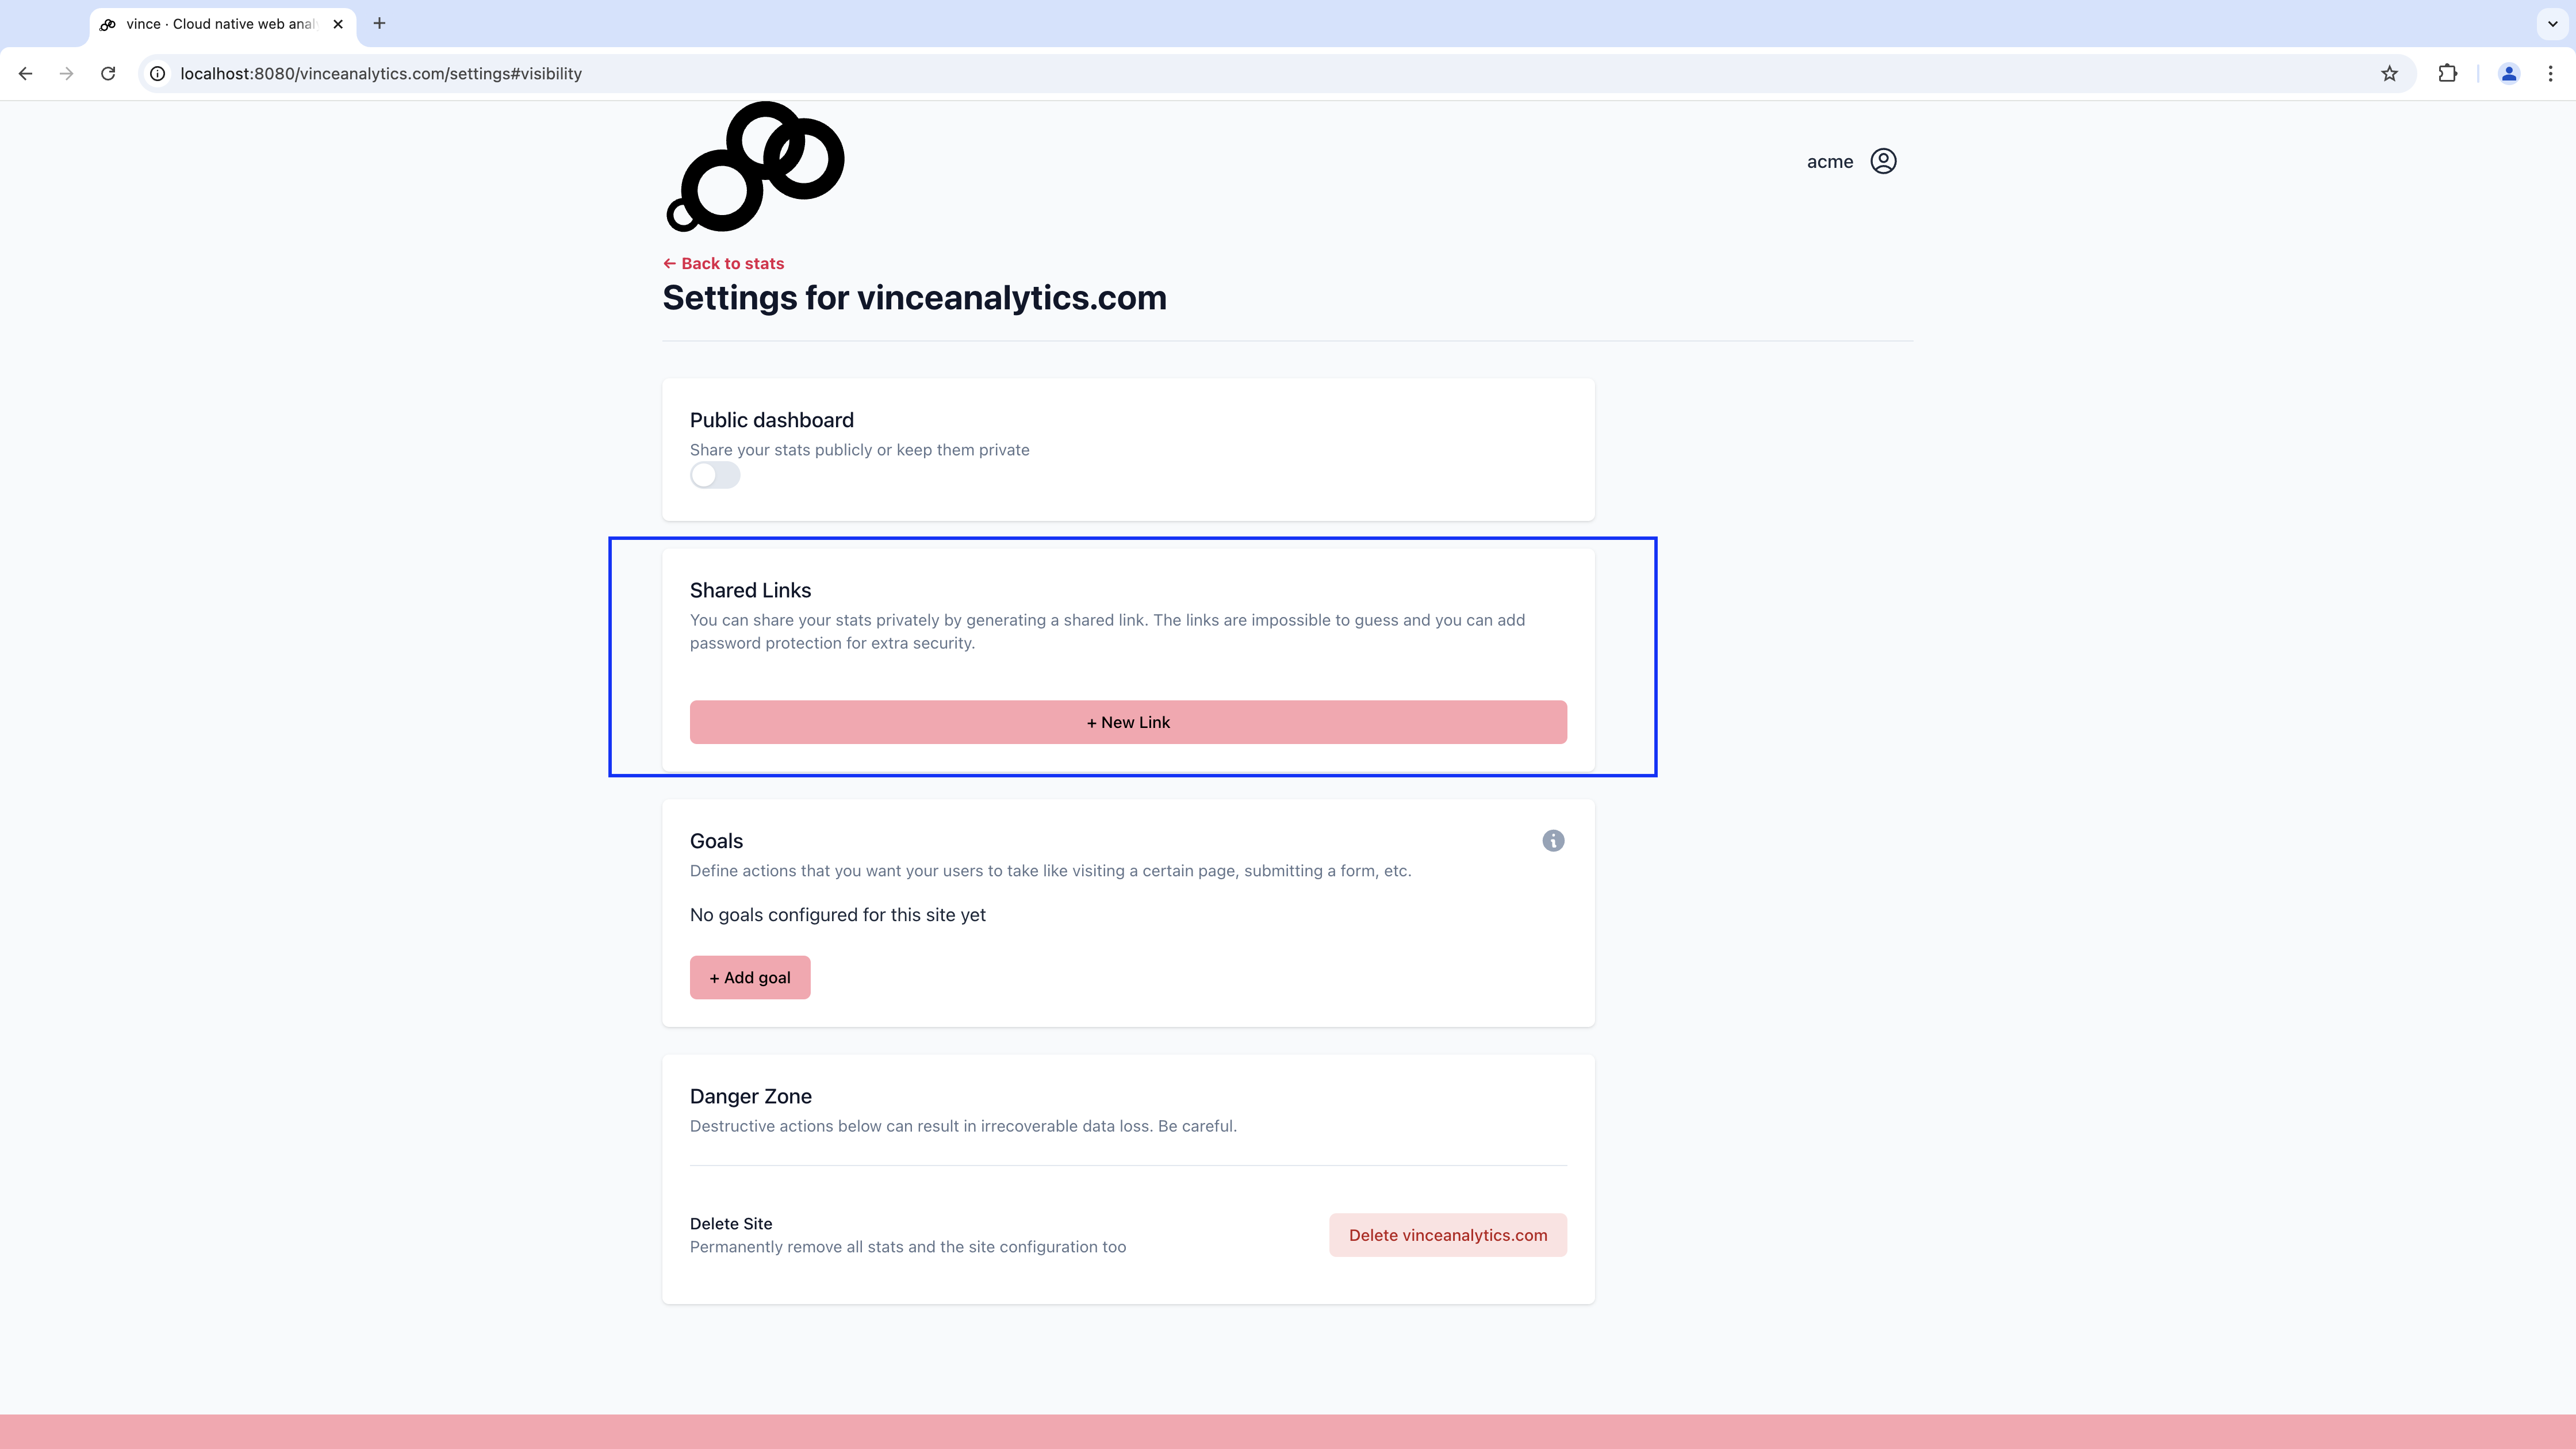 vince · Cloud native web anal
localhost:8080/vinceanalytics.com/settings#visibility
acme
← Back to stats
Settings for vinceanalytics.com
Public dashboard
Share your stats publicly or keep them private
Shared Links
You can share your stats privately by generating a shared link. The links are impossible to guess and you can add
password protection for extra security.
+ New Link
Goals
Define actions that you want your users to take like visiting a certain page, submitting a form, etc.
No goals configured for this site yet
+ Add goal
Danger Zone
Destructive actions below can result in irrecoverable data loss. Be careful.
Delete Site
Permanently remove all stats and the site configuration too
Delete vinceanalytics.com